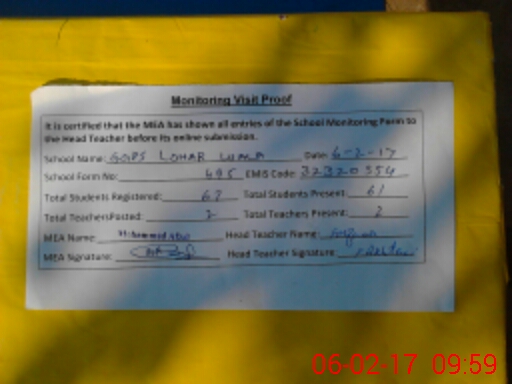 Monitoring Visit Proof
It is certified that the MEA has shown all entries of the School Monitoring Form to
the Head Teacher before its online submission.
School Name: GGPS LOHAR WALA Date: 6-2-17
School Form No: 695 EMIS Code: 32320554
Total Students Registered: 67 Total Students Present: 61
Total Teachers Posted: 2 Total Teachers Present: 2
MEA Name: Muhammad Head Teacher Name:
MEA Signature: Head Teacher Signature:
06-02-17 09:59